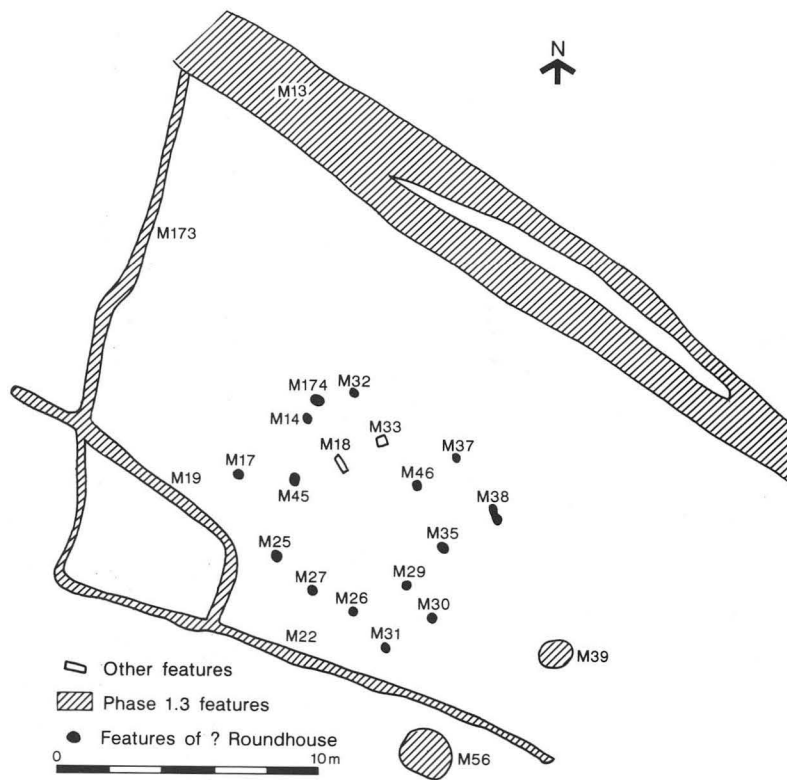 N
M13
M173
M174
M32
M14
M33
M18
M37
M17
M46
M19
M45
M38
M25
M35
M27
M29
M26
M30
M22
M31
M39
Other features
Phase 1.3 features
Features of ? Roundhouse
M56
0
10 m